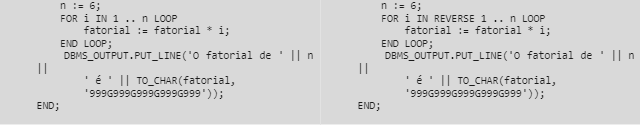 n := 6;
FOR i IN 1 .. n LOOP
fatorial := fatorial * i;
END LOOP;
DBMS_OUTPUT.PUT_LINE('O fatorial de ' || n
||
' é ' || TO_CHAR(fatorial,
'999G999G999G999G999'));
END;
n := 6;
FOR i IN REVERSE 1 .. n LOOP
fatorial := fatorial * i;
END LOOP;
DBMS_OUTPUT.PUT_LINE('O fatorial de ' || n
||
' é ' || TO_CHAR(fatorial,
'999G999G999G999G999'));
END;